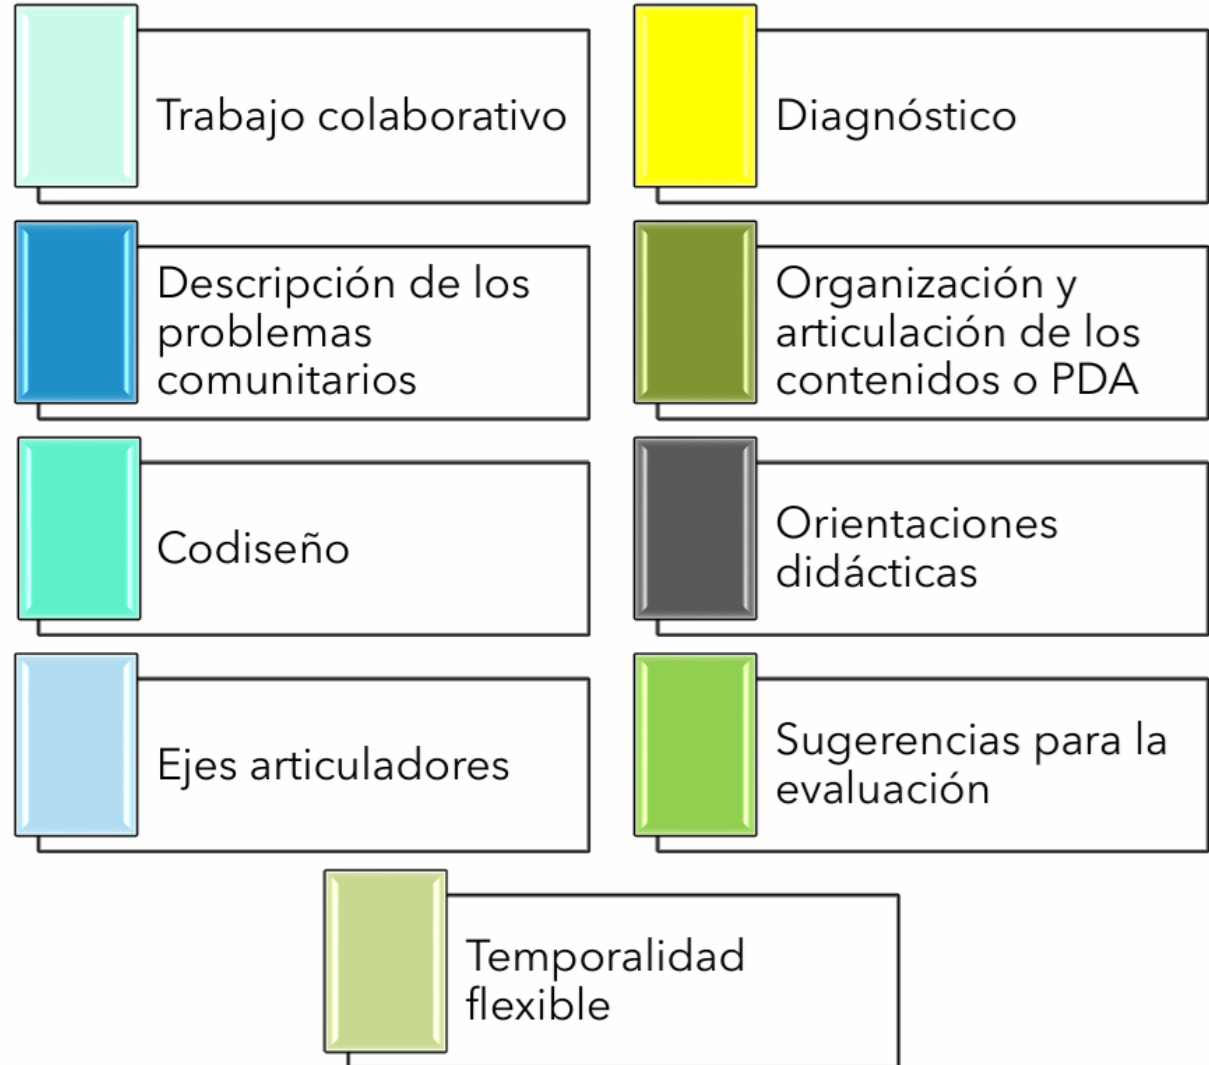 Trabajo colaborativo
Diagnóstico
Descripción de los
problemas
comunitarios
Organización y
articulación de los
contenidos o PDA
Codiseño
Orientaciones
didácticas
Ejes articuladores
Sugerencias para la
evaluación
Temporalidad
flexible